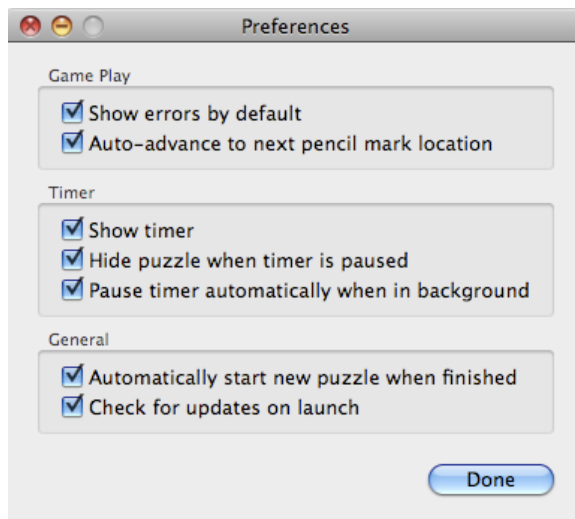 Preferences
Game Play
Show errors by default
Auto-advance to next pencil mark location
Timer
Show timer
Hide puzzle when timer is paused
Pause timer automatically when in background
General
Automatically start new puzzle when finished
Check for updates on launch
Done